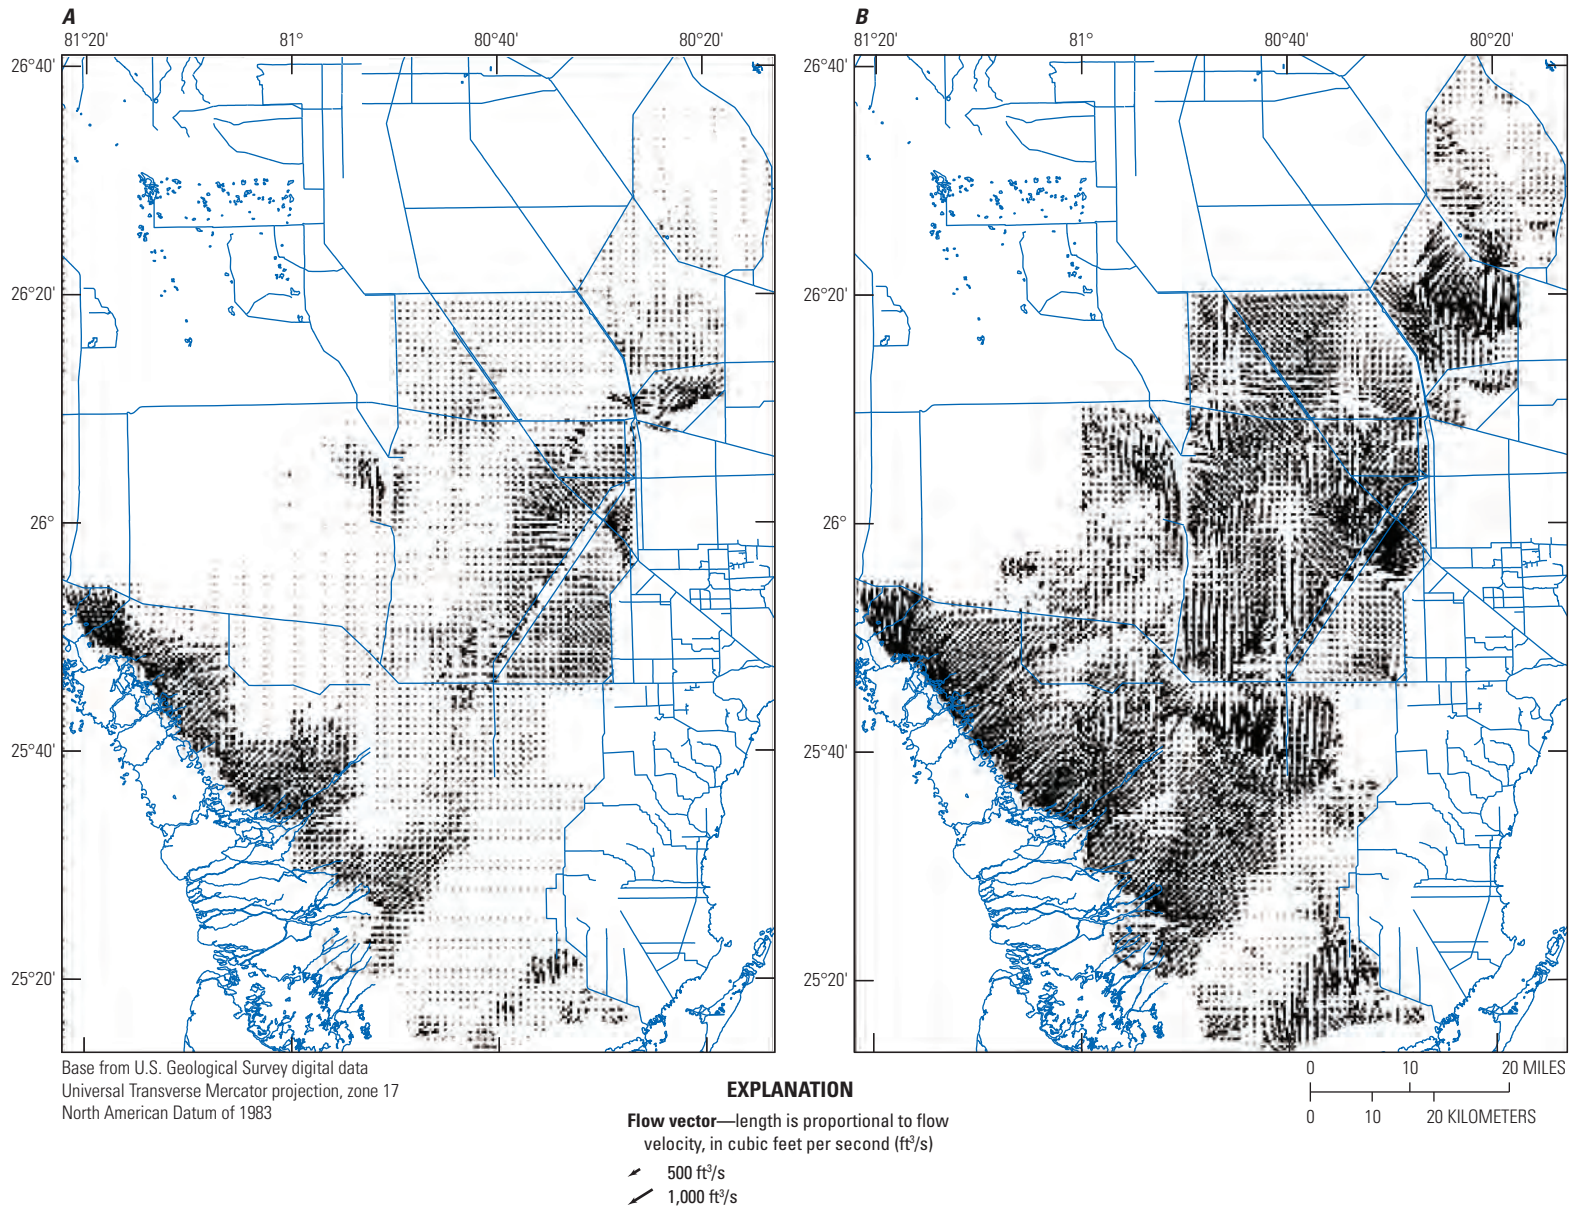 A
B
81°20'
81°
80°40'
80°20'
81°20'
81°
80°40'
80°20'
26°40'
26°20'
26°
25°40'
25°20'
26°40'
26°20'
26°
25°40'
25°20'
Base from U.S. Geological Survey digital data
Universal Transverse Mercator projection, zone 17
North American Datum of 1983
EXPLANATION
Flow vector—length is proportional to flow
velocity, in cubic feet per second (ft³/s)
500 ft³/s
1,000 ft³/s
0 10 20 MILES
0 10 20 KILOMETERS